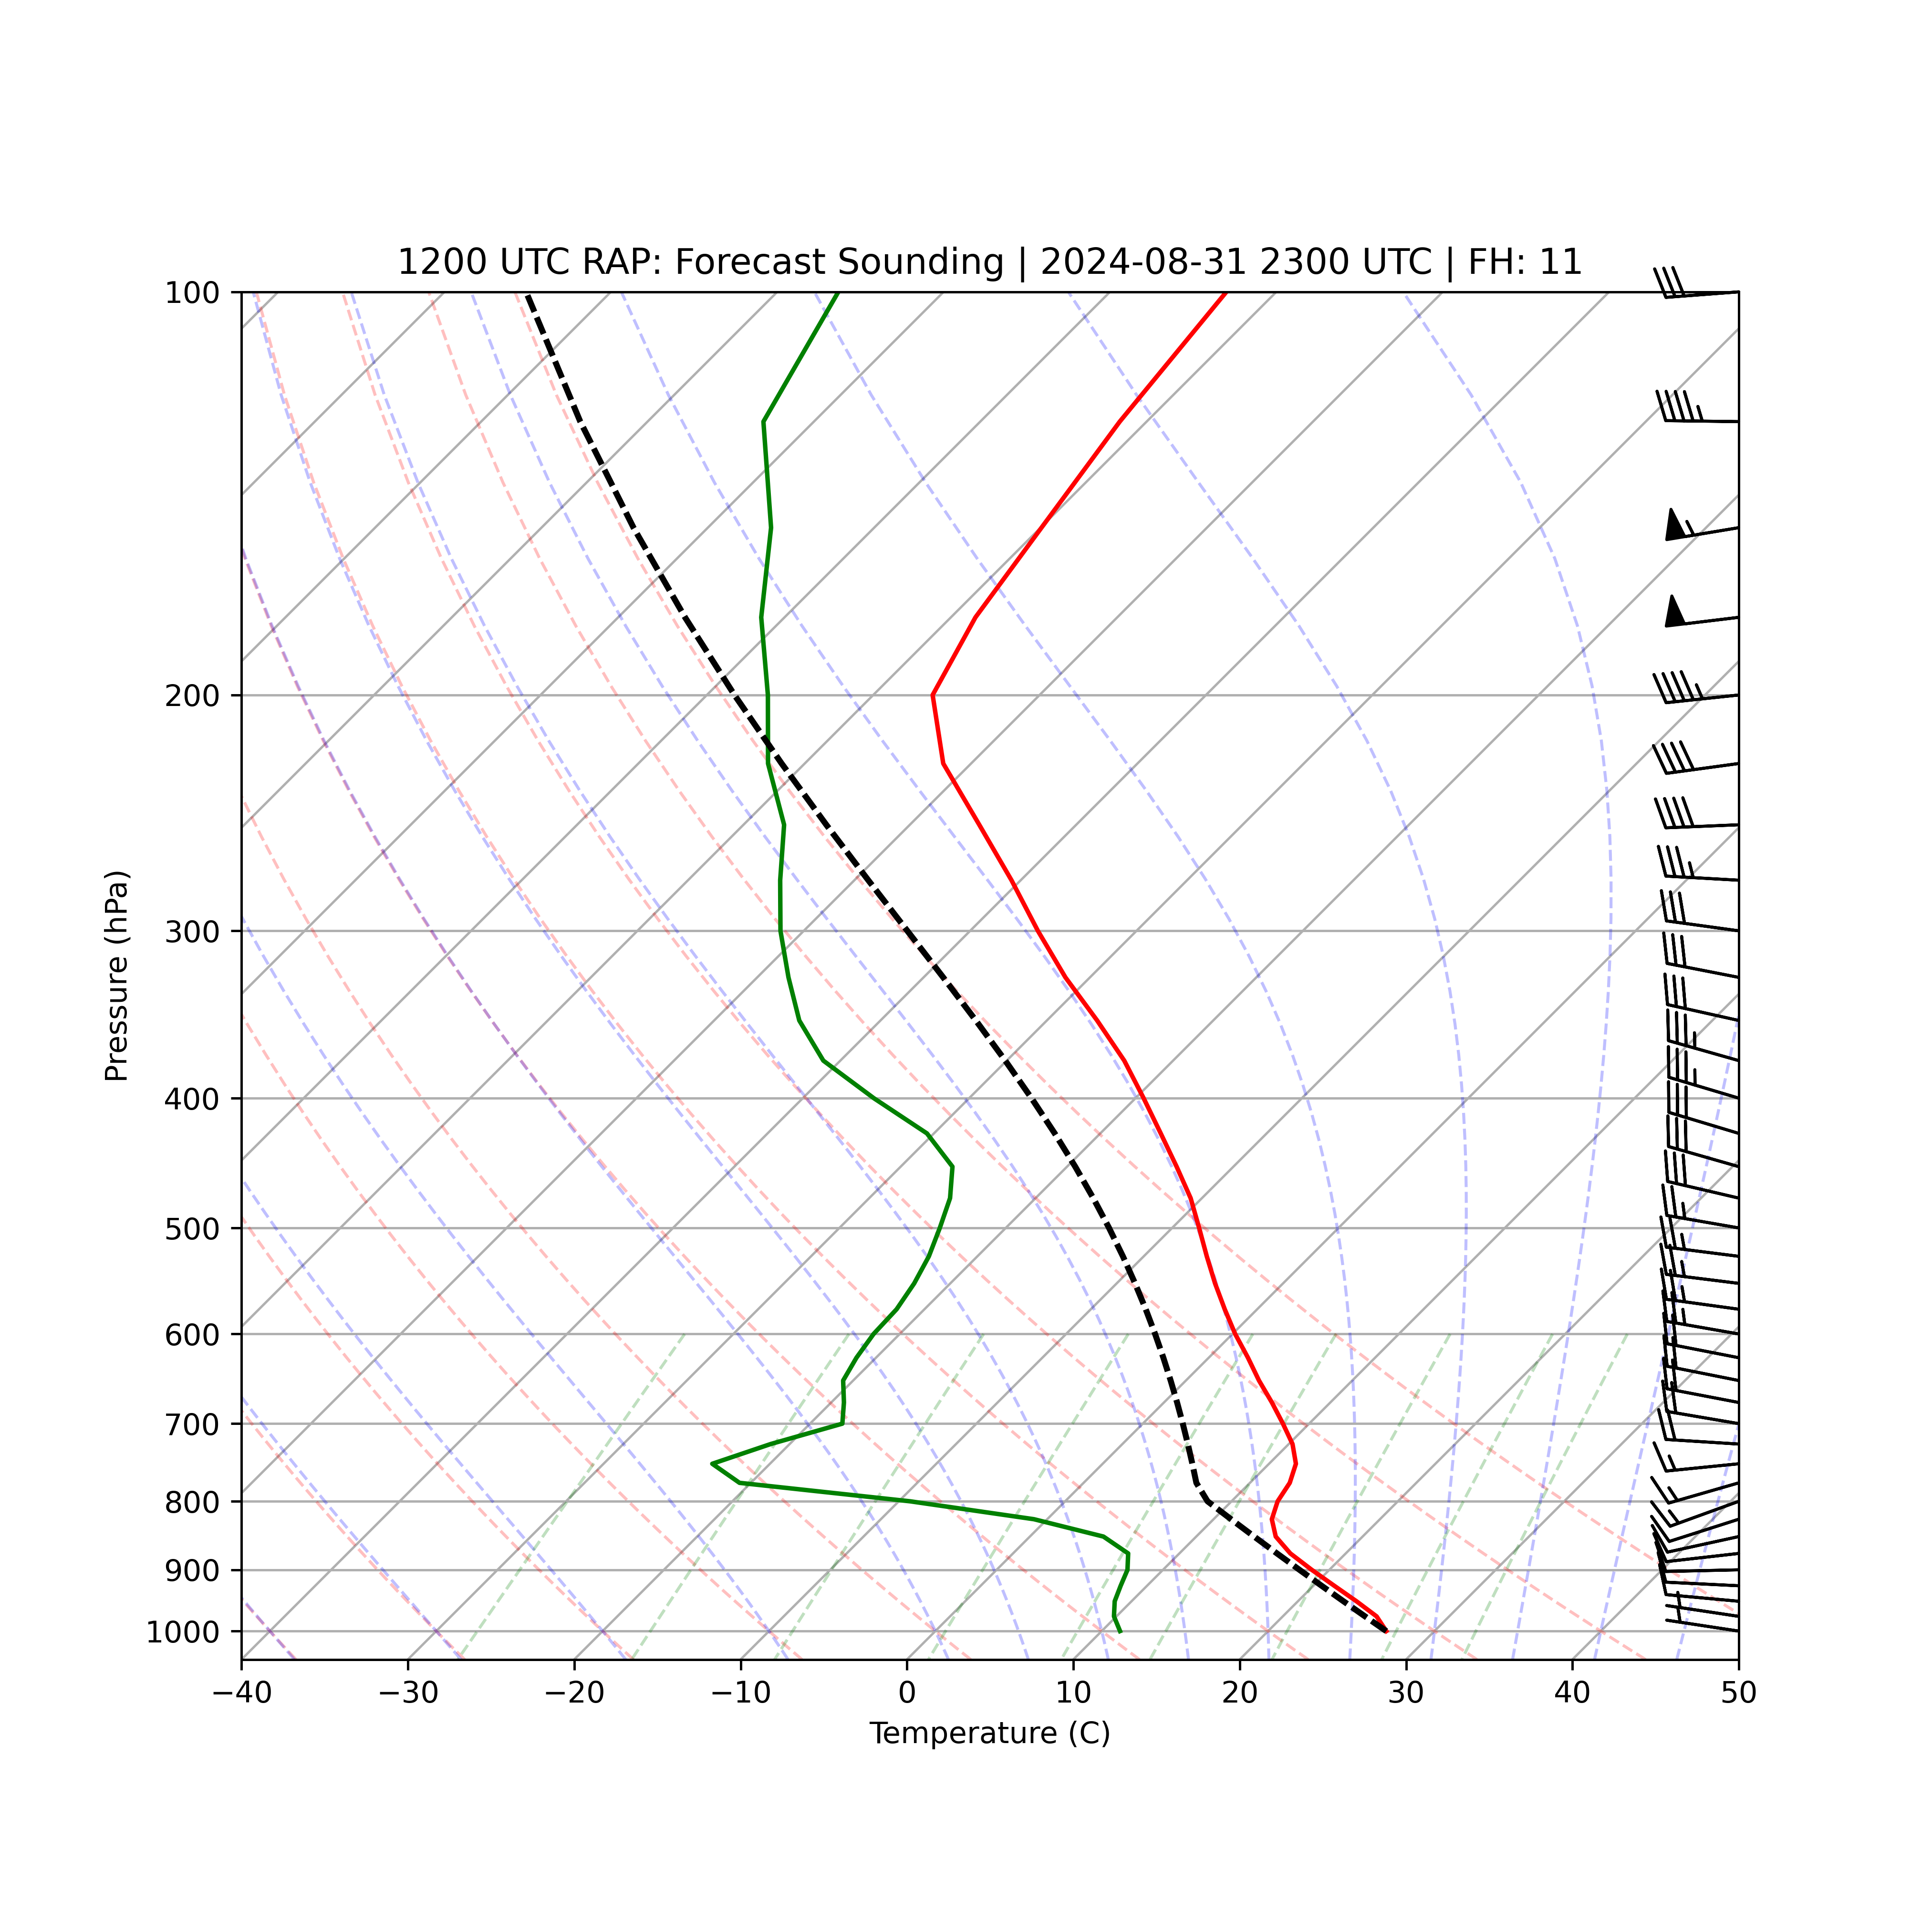 1200 UTC RAP: Forecast Sounding | 2024-08-31 2300 UTC | FH: 11
100
200
300
400
500
600
700
800
900
1000
Pressure (hPa)
−40 −30 −20 −10 0 10 20 30 40 50
Temperature (C)